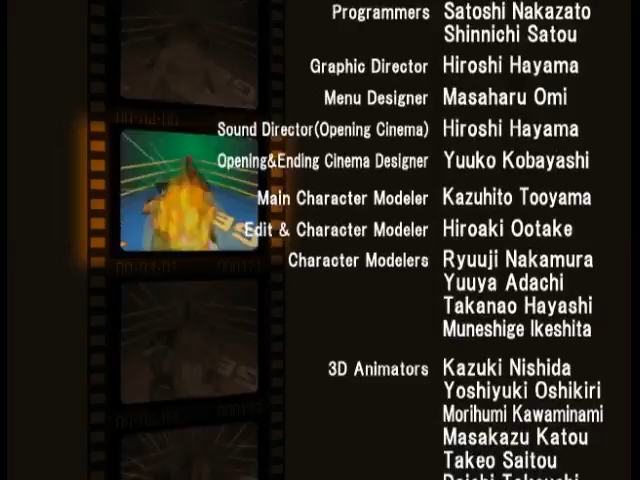 Programmers Satoshi Nakazato
Shinnichi Satou
Graphic Director Hiroshi Hayama
Menu Designer Masaharu Omi
Sound Director(Opening Cinema) Hiroshi Hayama
Opening&Ending Cinema Designer Yuuko Kobayashi
Main Character Modeler Kazuhito Tooyama
Edit & Character Modeler Hiroaki Ootake
Character Modelers Ryuuji Nakamura
Yuuya Adachi
Takanao Hayashi
Muneshige Ikeshita
3D Animators Kazuki Nishida
Yoshiyuki Oshikiri
Morihumi Kawaminami
Masakazu Katou
Takeo Saitou